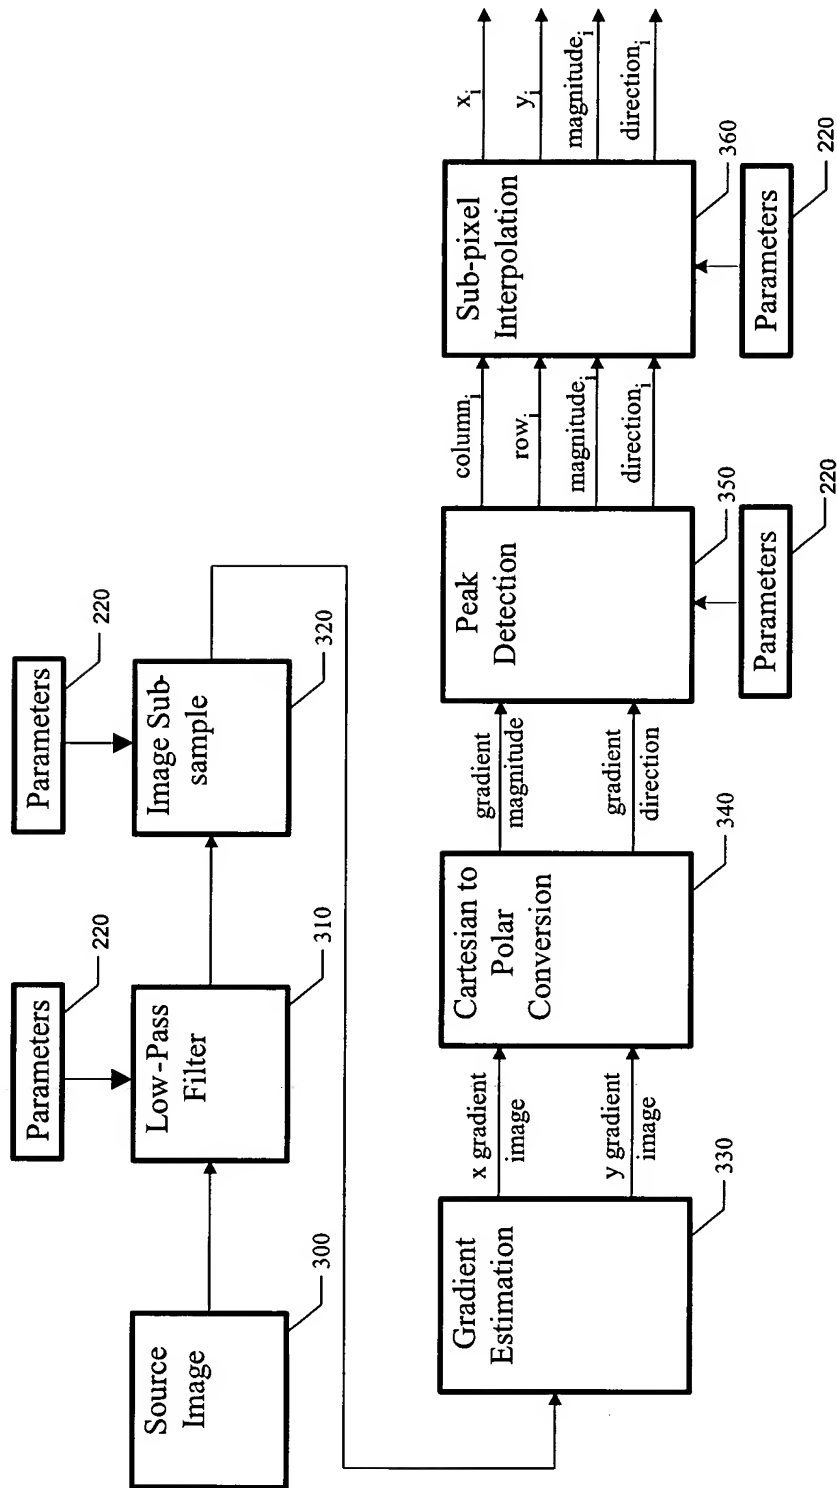 Source
Image
300
Parameters
220
Low-Pass
Filter
310
Parameters
220
Image Sub-
sample
320
Gradient
Estimation
330
x gradient
image
y gradient
image
Cartesian to
Polar
Conversion
340
gradient
magnitude
gradient
direction
Peak
Detection
350
Parameters
220
column_i
row_i
magnitude_i
direction_i
Sub-pixel
Interpolation
360
Parameters
220
x_i
y_i
magnitude_i
direction_i